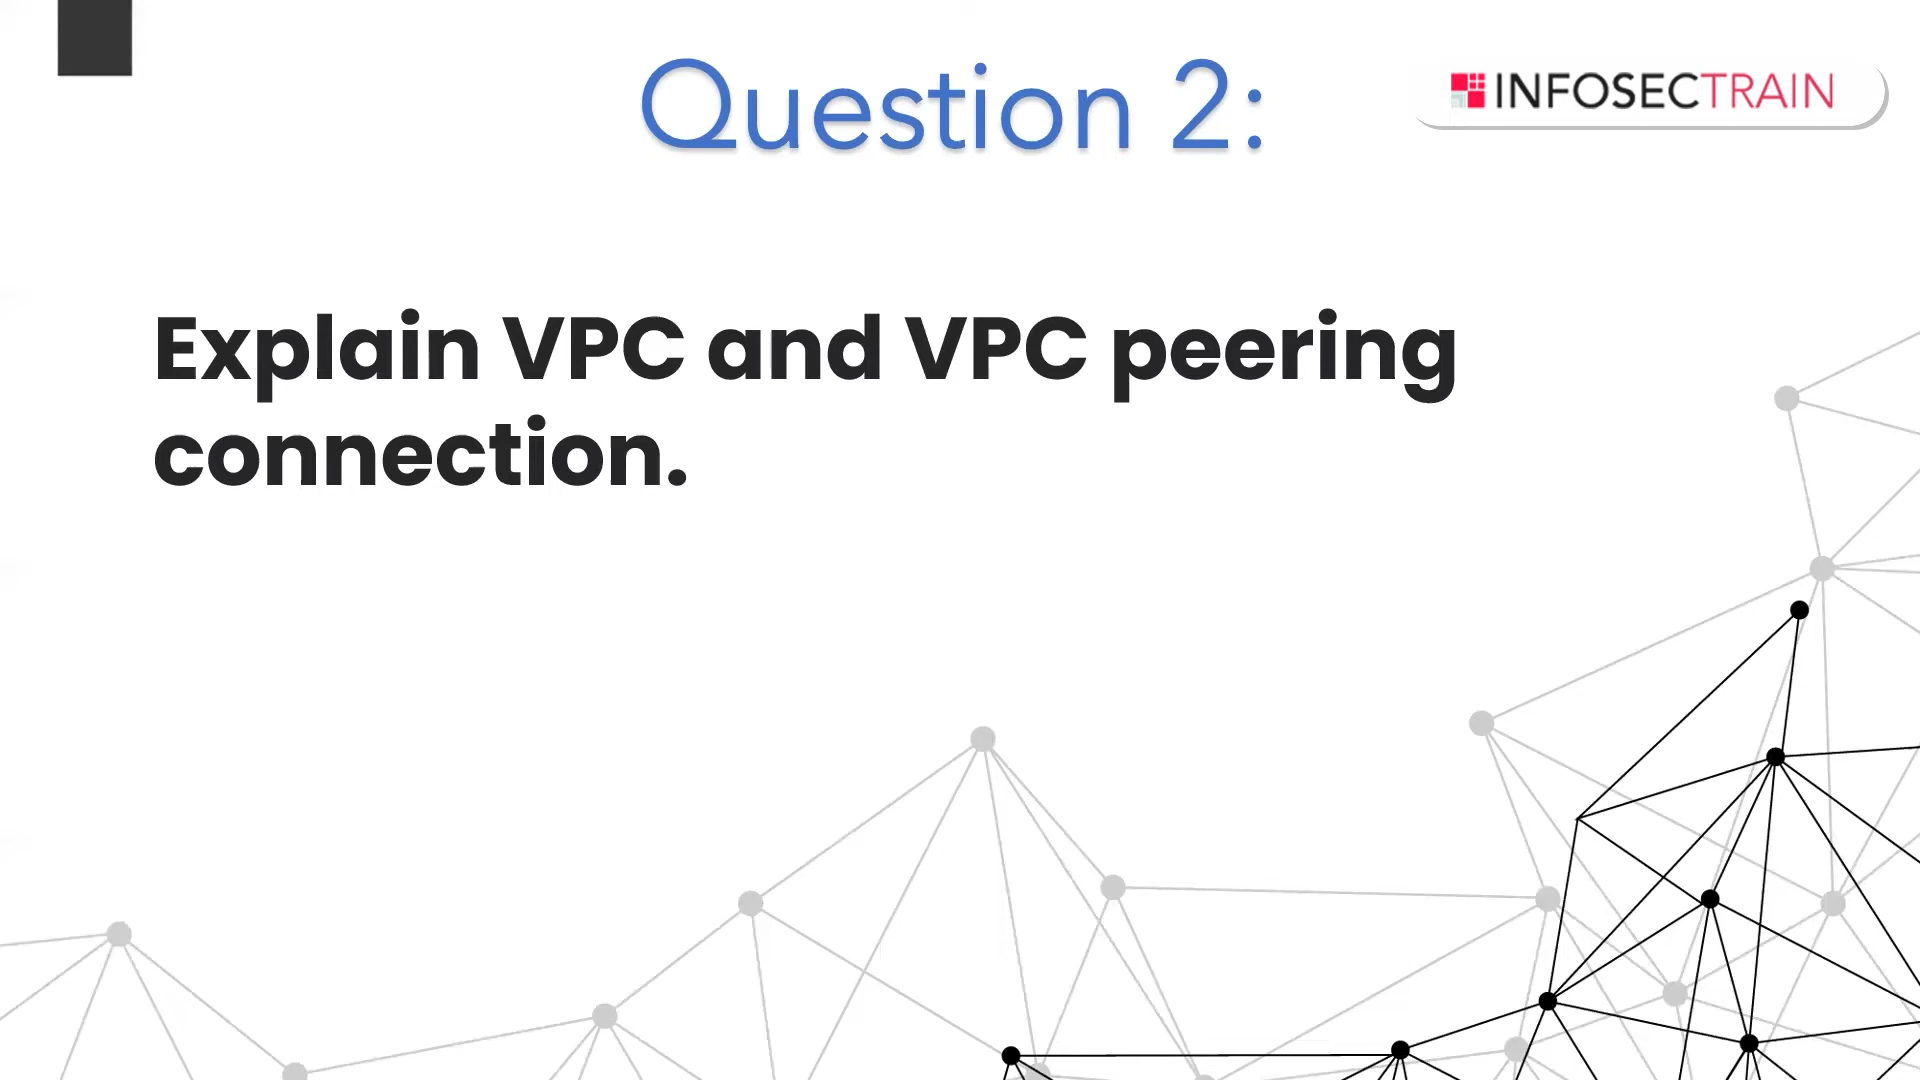 Question 2:
INFOSECTRAIN
Explain VPC and VPC peering
connection.